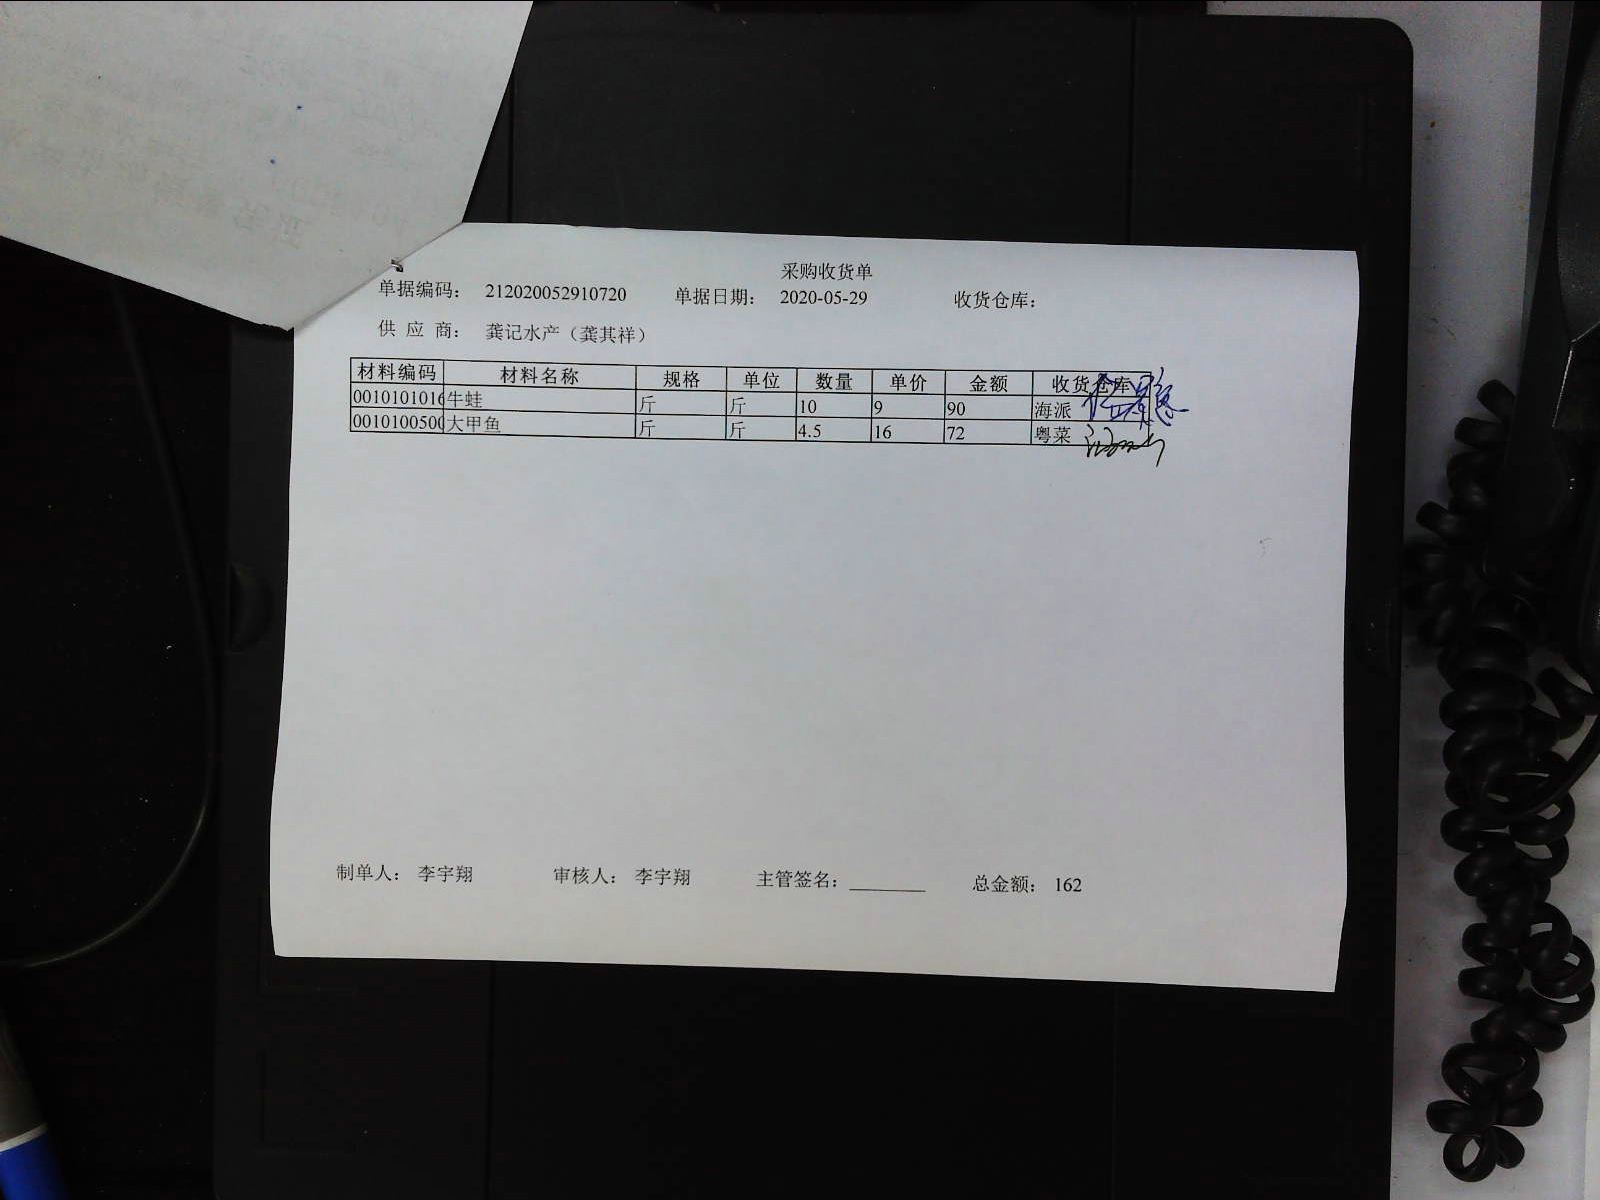 采购收货单
单据编码： 212020052910720 单据日期： 2020-05-29 收货仓库：
供 应 商： 龚记水产（龚其祥）
材料编码 材料名称 规格 单位 数量 单价 金额 收货仓库
0010101016 牛蛙 斤 斤 10 9 90 海派
0010100500 大甲鱼 斤 斤 4.5 16 72 粤菜
制单人： 李宇翔 审核人： 李宇翔 主管签名： 总金额： 162